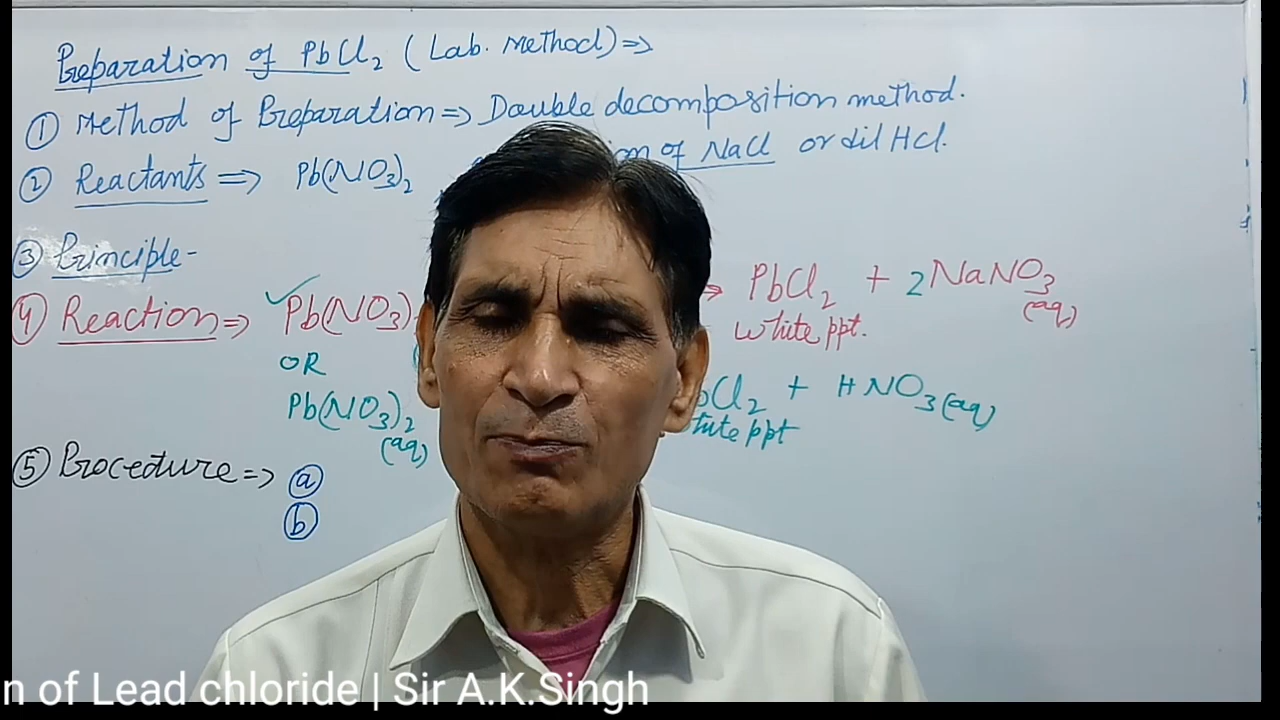 Preparation of PbCl2 (Lab. Method)⇒
① Method of Preparation ⇒ Double decomposition method.
② Reactants ⇒ Pb(NO3)2 of NaCl or dil HCl.
③ Principle-
④ Reaction ⇒ ✓Pb(NO3) → PbCl2 + 2NaNO3 (aq)
White ppt.
OR
Pb(NO3)2 (aq) Cl2 + HNO3(aq)
ppt
⑤ Procedure ⇒ ⓐ
ⓑ
n of Lead chloride | Sir A.K.Singh